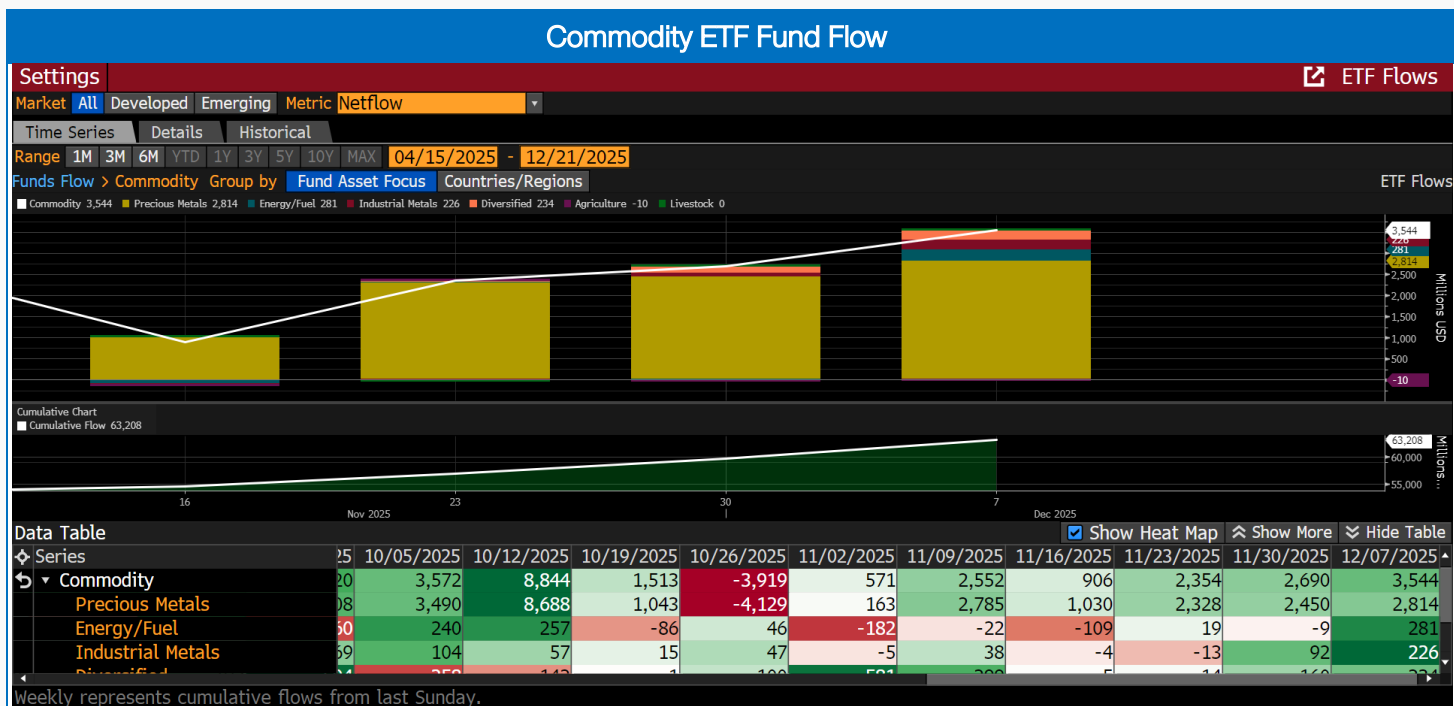 Commodity ETF Fund Flow
Settings ETF Flows
Market All Developed Emerging Metric Netflow
Time Series Details Historical
Range 1M 3M 6M YTD 1Y 3Y 5Y 10Y MAX 04/15/2025 - 12/21/2025
Funds Flow > Commodity Group by Fund Asset Focus Countries/Regions ETF Flows
Commodity 3,544 Precious Metals 2,814 Energy/Fuel 281 Industrial Metals 226 Diversified 234 Agriculture -10 Livestock 0
3,544
226
281
2,814
2,500
2,000
1,500
1,000
500
-10
Millions USD
Cumulative Chart
Cumulative Flow 63,208
63,208
60,000
55,000
Millions...
16 23 30 7
Nov 2025 Dec 2025
Data Table Show Heat Map Show More Hide Table
Series 25 10/05/2025 10/12/2025 10/19/2025 10/26/2025 11/02/2025 11/09/2025 11/16/2025 11/23/2025 11/30/2025 12/07/2025
Commodity 20 3,572 8,844 1,513 -3,919 571 2,552 906 2,354 2,690 3,544
Precious Metals 08 3,490 8,688 1,043 -4,129 163 2,785 1,030 2,328 2,450 2,814
Energy/Fuel 60 240 257 -86 46 -182 -22 -109 19 -9 281
Industrial Metals 69 104 57 15 47 -5 38 -4 -13 92 226
Weekly represents cumulative flows from last Sunday.